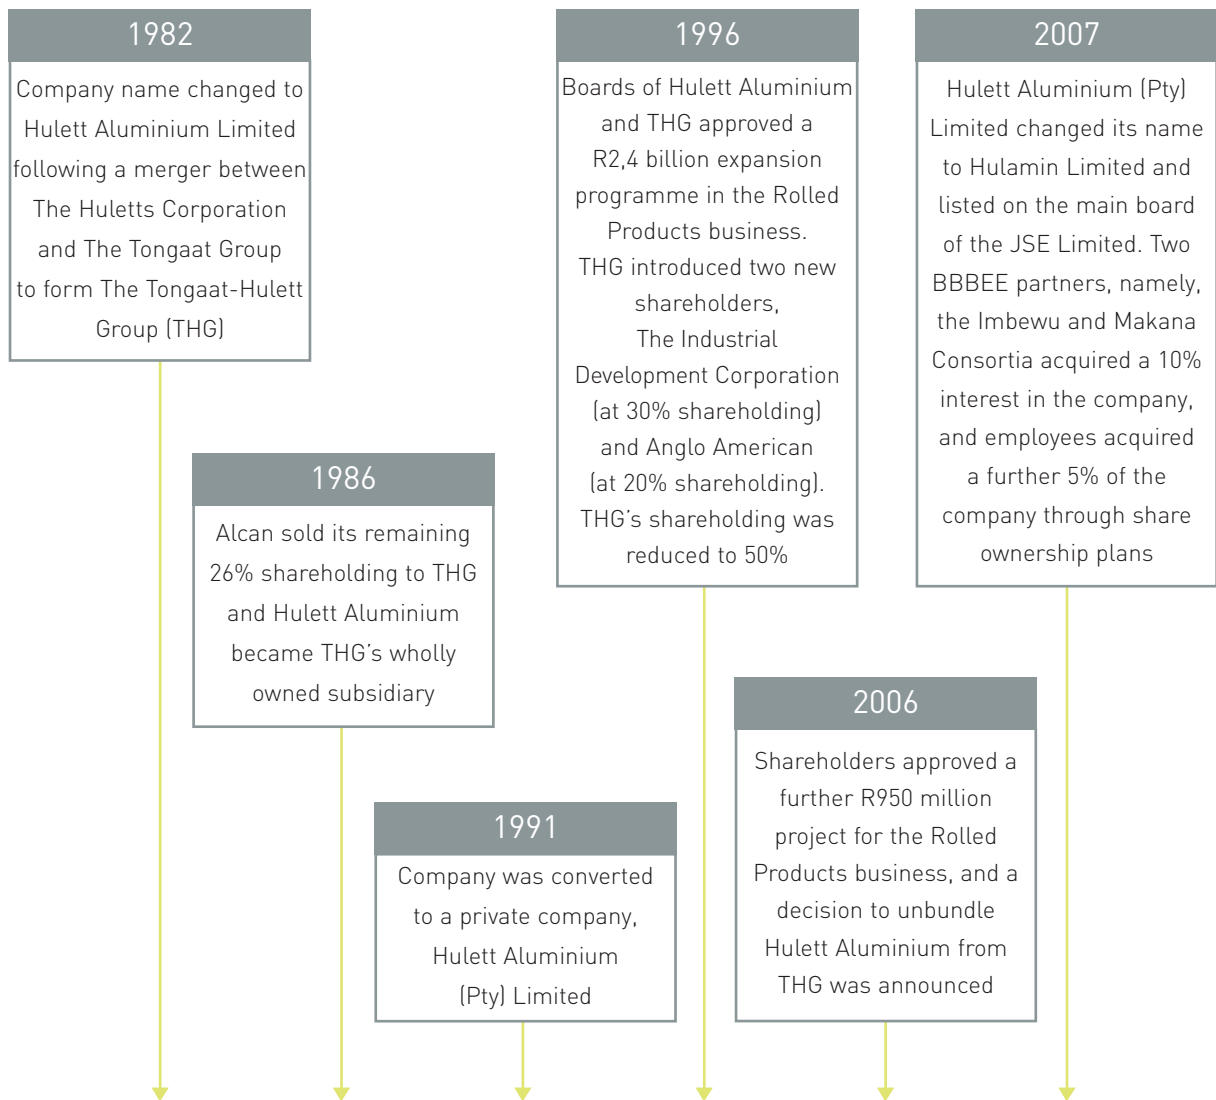 1982
Company name changed to
Hulett Aluminium Limited
following a merger between
The Huletts Corporation
and The Tongaat Group
to form The Tongaat-Hulett
Group (THG)
1986
Alcan sold its remaining
26% shareholding to THG
and Hulett Aluminium
became THG's wholly
owned subsidiary
1991
Company was converted
to a private company,
Hulett Aluminium
(Pty) Limited
1996
Boards of Hulett Aluminium
and THG approved a
R2,4 billion expansion
programme in the Rolled
Products business.
THG introduced two new
shareholders,
The Industrial
Development Corporation
(at 30% shareholding)
and Anglo American
(at 20% shareholding).
THG's shareholding was
reduced to 50%
2006
Shareholders approved a
further R950 million
project for the Rolled
Products business, and a
decision to unbundle
Hulett Aluminium from
THG was announced
2007
Hulett Aluminium (Pty)
Limited changed its name
to Hulamin Limited and
listed on the main board
of the JSE Limited. Two
BBBEE partners, namely,
the Imbewu and Makana
Consortia acquired a 10%
interest in the company,
and employees acquired
a further 5% of the
company through share
ownership plans